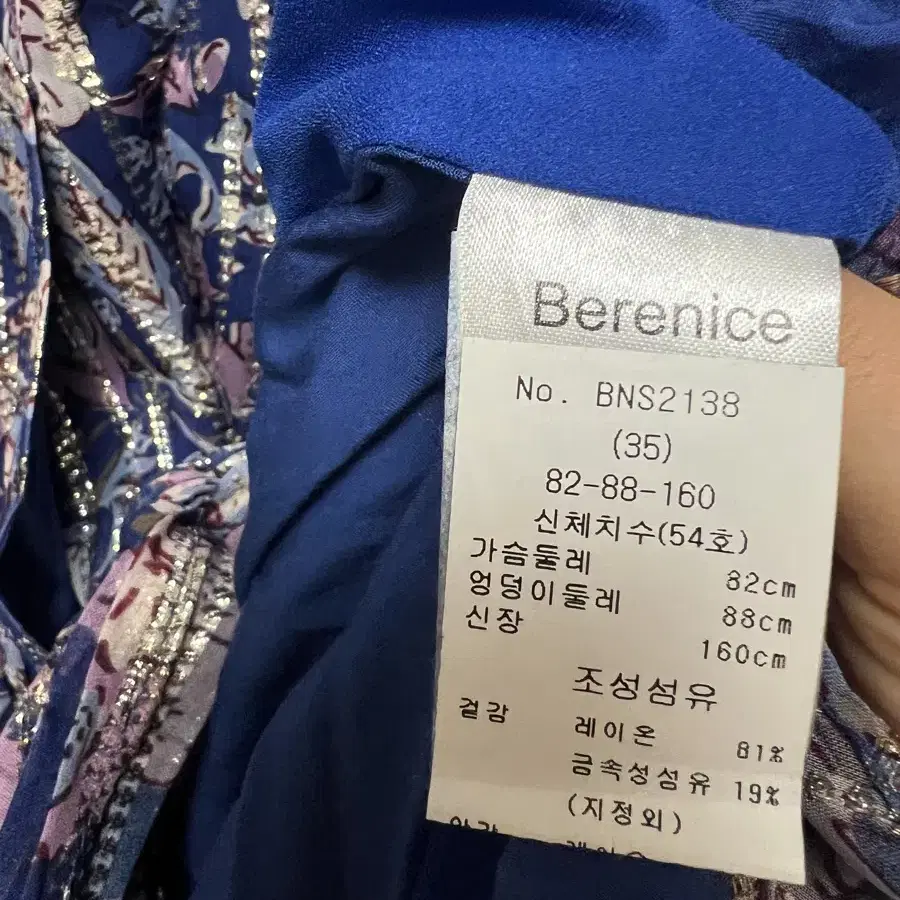 Berenice
No. BNS2138
(35)
82-88-160
신체치수(54호)
가슴둘레 82cm
엉덩이둘레 88cm
신장 160cm
조성섬유
겉감 레이온 81%
금속성섬유 19%
(지정외)